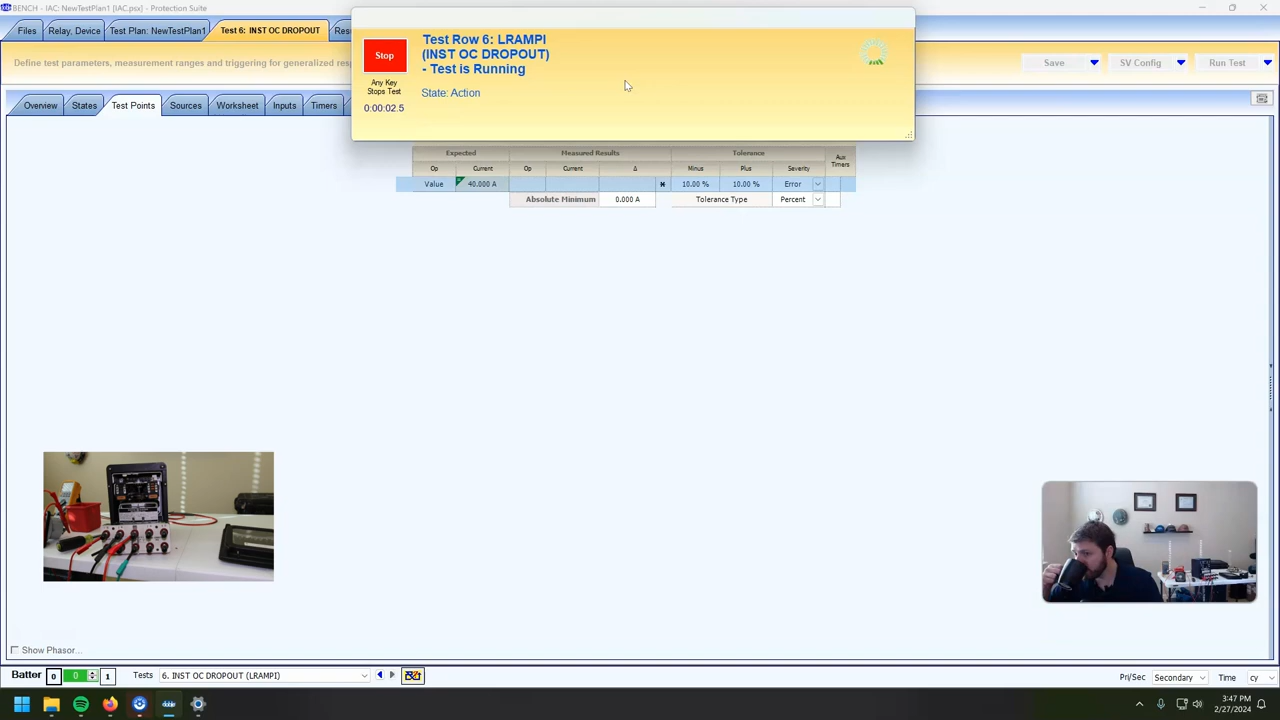 BENCH - IAC: NewTestPlan1 [IAC.psx] - Protection Suite
Files
Relay, Device
Test Plan: NewTestPlan1
Test 6: INST OC DROPOUT
Define test parameters, measurement ranges and triggering for generalized
Save
SV Config
Run Test
Overview
States
Test Points
Sources
Worksheet
Inputs
Timers
Stop
Any Key
Stops Test
0:00:02.5
Test Row 6: LRAMPI
(INST OC DROPOUT)
- Test is Running
State: Action
Expected
Measured Results
Tolerance
Aux
Timers
Op
Current
Op
Current
Δ
Minus
Plus
Severity
Value
40.000 A
10.00 %
10.00 %
Error
Absolute Minimum
0.000 A
Tolerance Type
Percent
Show Phasor...
Batter
0
0
1
Tests
6. INST OC DROPOUT (LRAMPI)
Pri/Sec
Secondary
Time
cy
doble
3:47 PM
2/27/2024